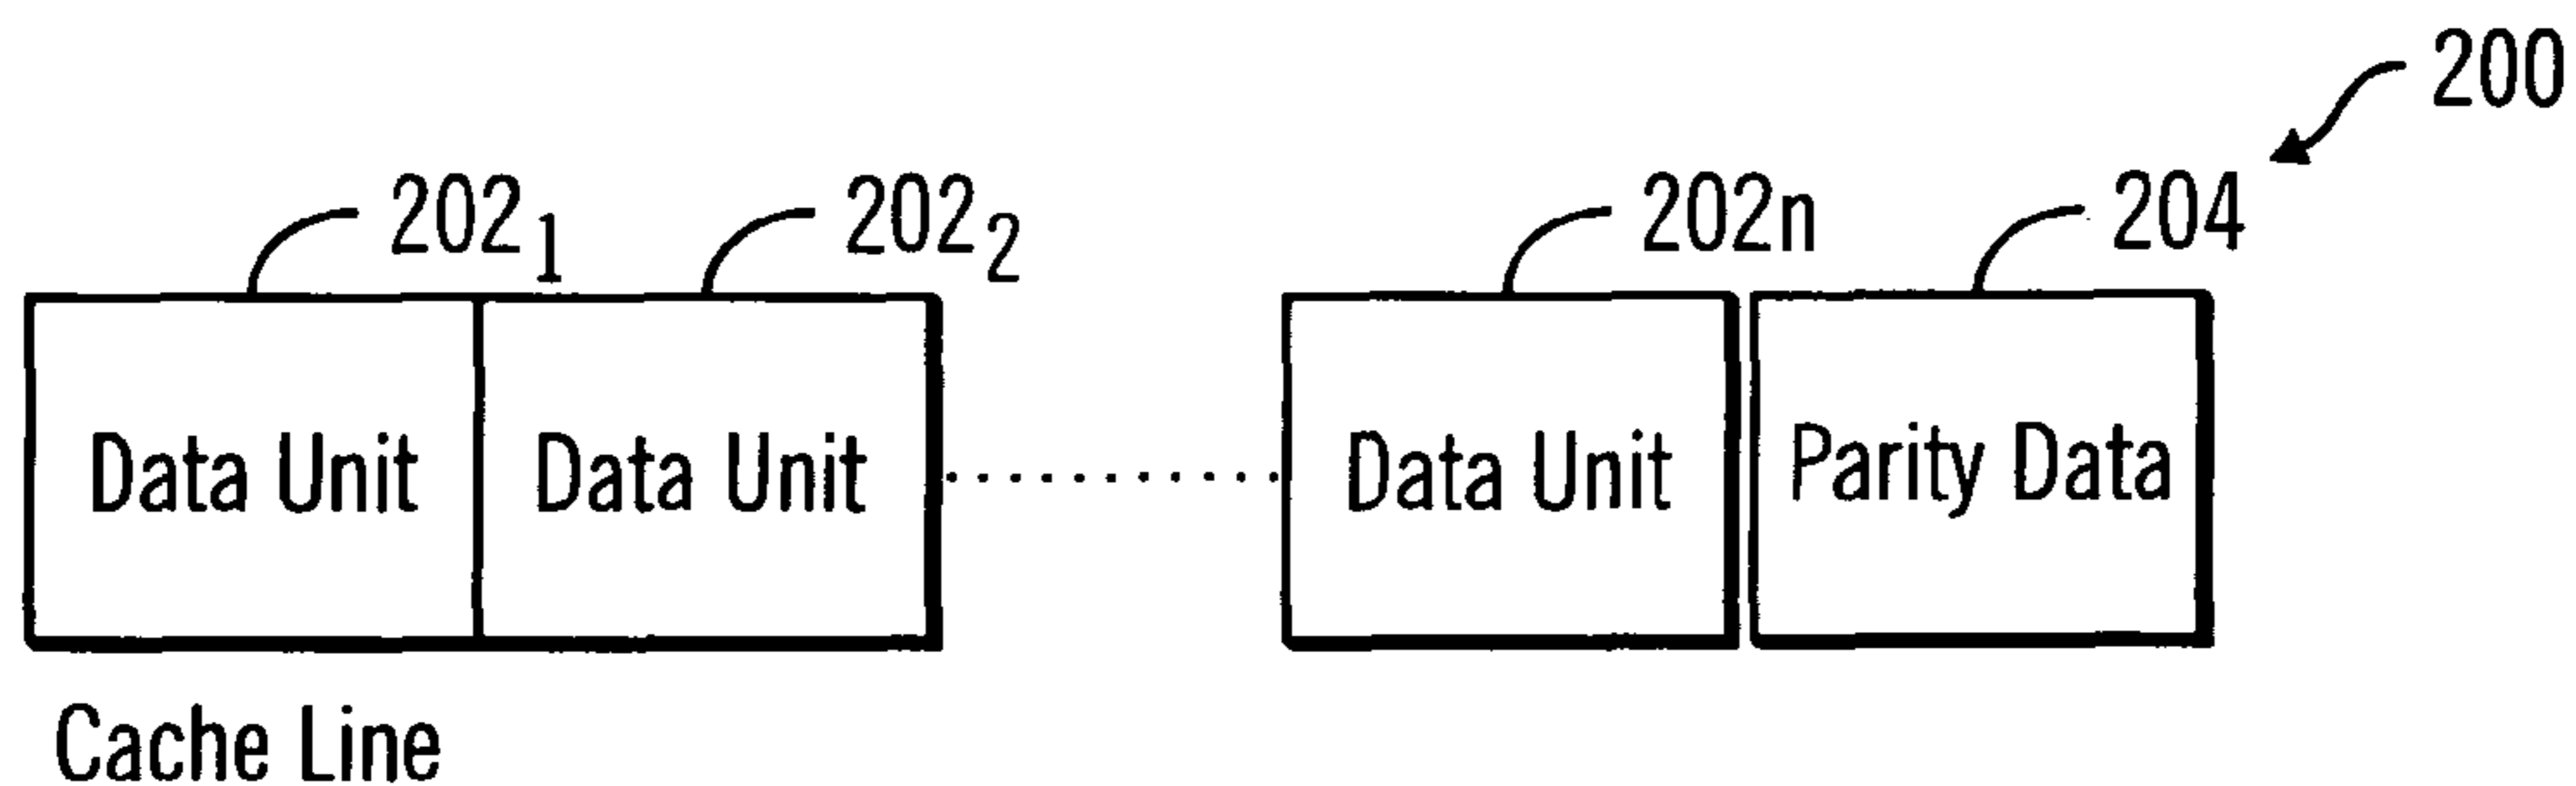 200
202₁ 202₂ 202n 204
Data Unit Data Unit Data Unit Parity Data
Cache Line